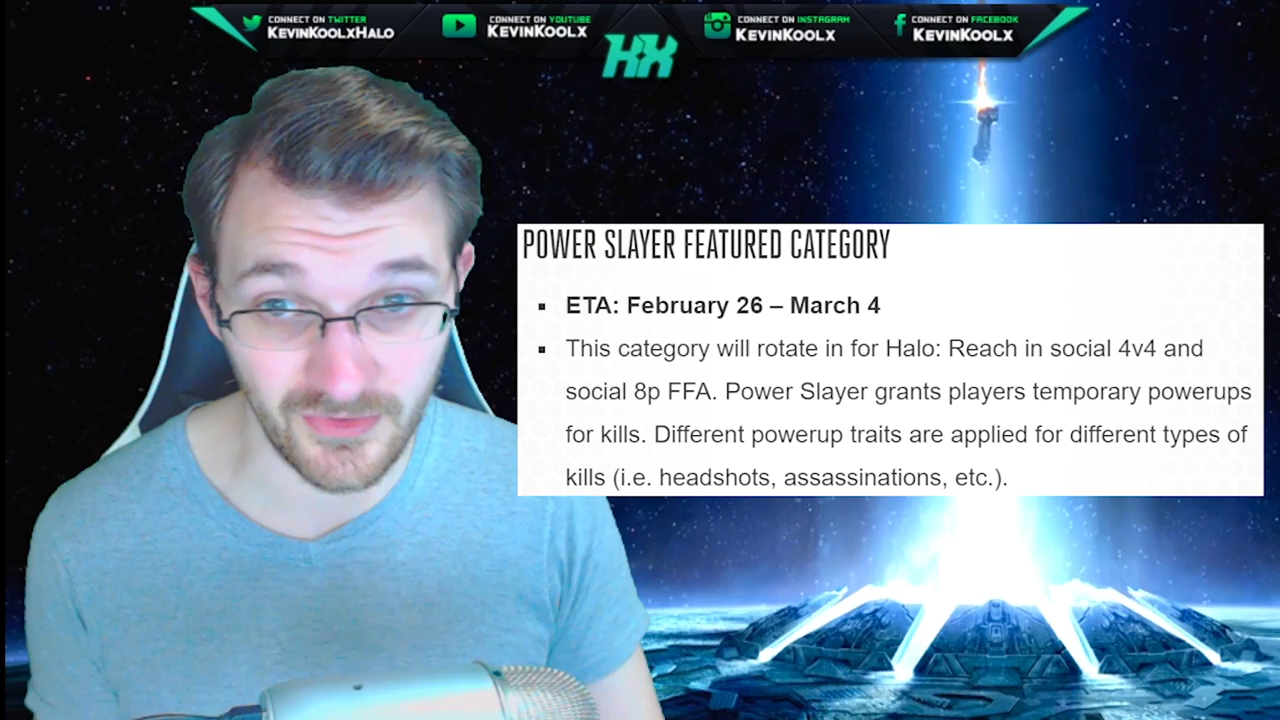 CONNECT ON TWITTER
KEVINKOOLXHALO
CONNECT ON YOUTUBE
KEVINKOOLX
CONNECT ON INSTAGRAM
KEVINKOOLX
CONNECT ON FACEBOOK
KEVINKOOLX
KX
POWER SLAYER FEATURED CATEGORY
▪ ETA: February 26 – March 4
▪ This category will rotate in for Halo: Reach in social 4v4 and
social 8p FFA. Power Slayer grants players temporary powerups
for kills. Different powerup traits are applied for different types of
kills (i.e. headshots, assassinations, etc.).